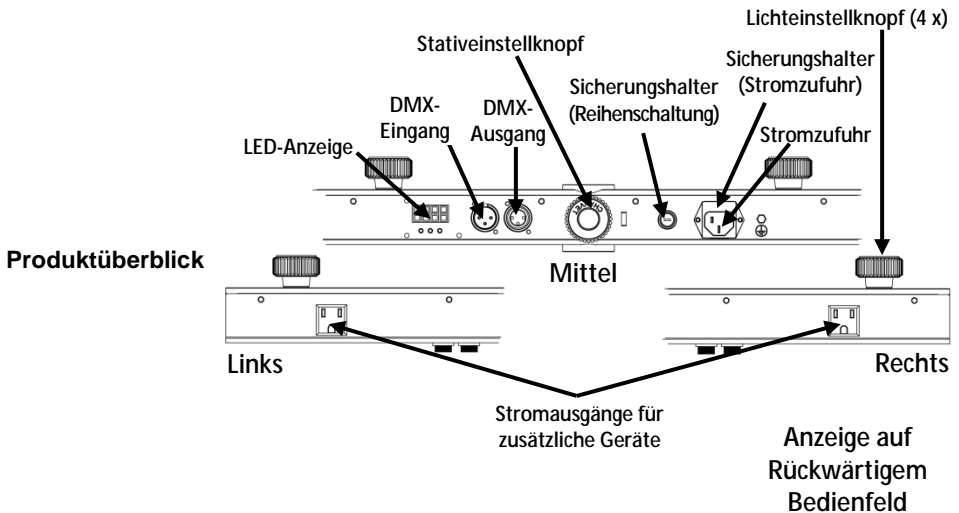 Lichteinstellknopf (4 x)
Stativeinstellknopf
Sicherungshalter
(Stromzufuhr)
Sicherungshalter
(Reihenschaltung)
DMX-
Eingang
DMX-
Ausgang
Stromzufuhr
LED-Anzeige
CHAUVET
Produktüberblick
Mittel
Links
Rechts
Stromausgänge für
zusätzliche Geräte
Anzeige auf
Rückwärtigem
Bedienfeld